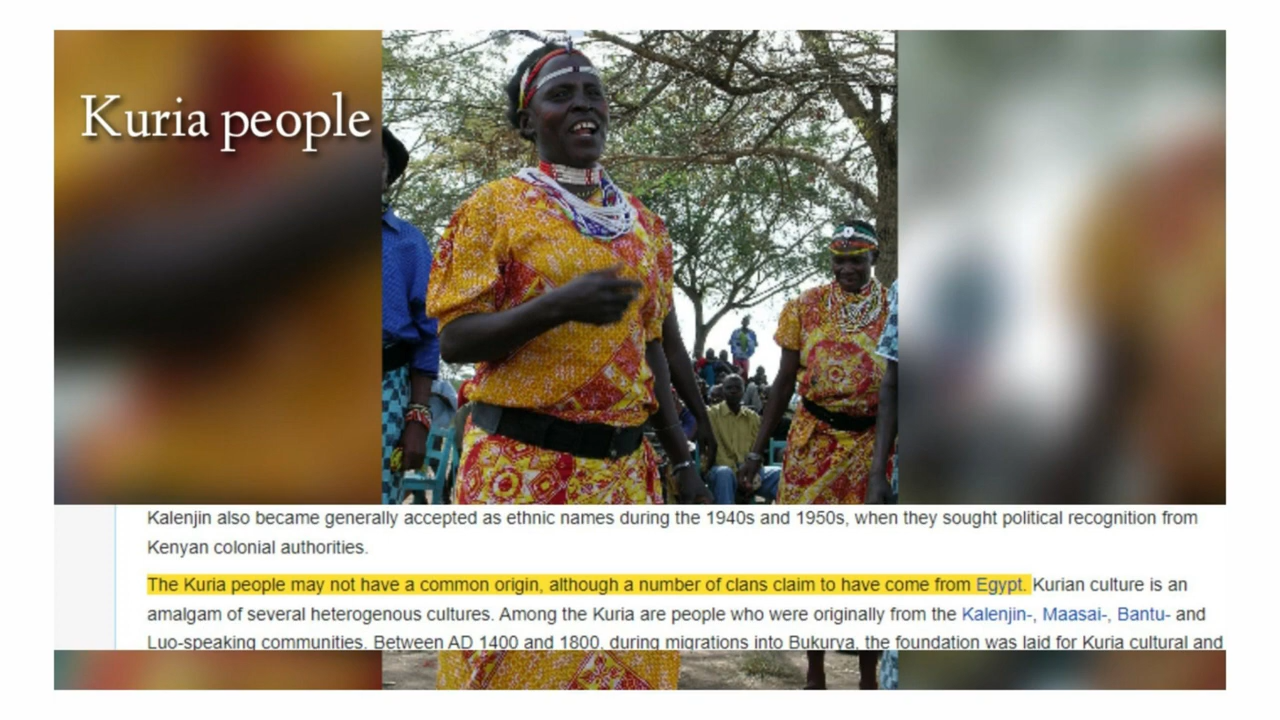 Kuria people
Kalenjin also became generally accepted as ethnic names during the 1940s and 1950s, when they sought political recognition from
Kenyan colonial authorities.
The Kuria people may not have a common origin, although a number of clans claim to have come from Egypt. Kurian culture is an
amalgam of several heterogenous cultures. Among the Kuria are people who were originally from the Kalenjin-, Maasai-, Bantu- and
Luo-speaking communities. Between AD 1400 and 1800, during migrations into Bukurya, the foundation was laid for Kuria cultural and